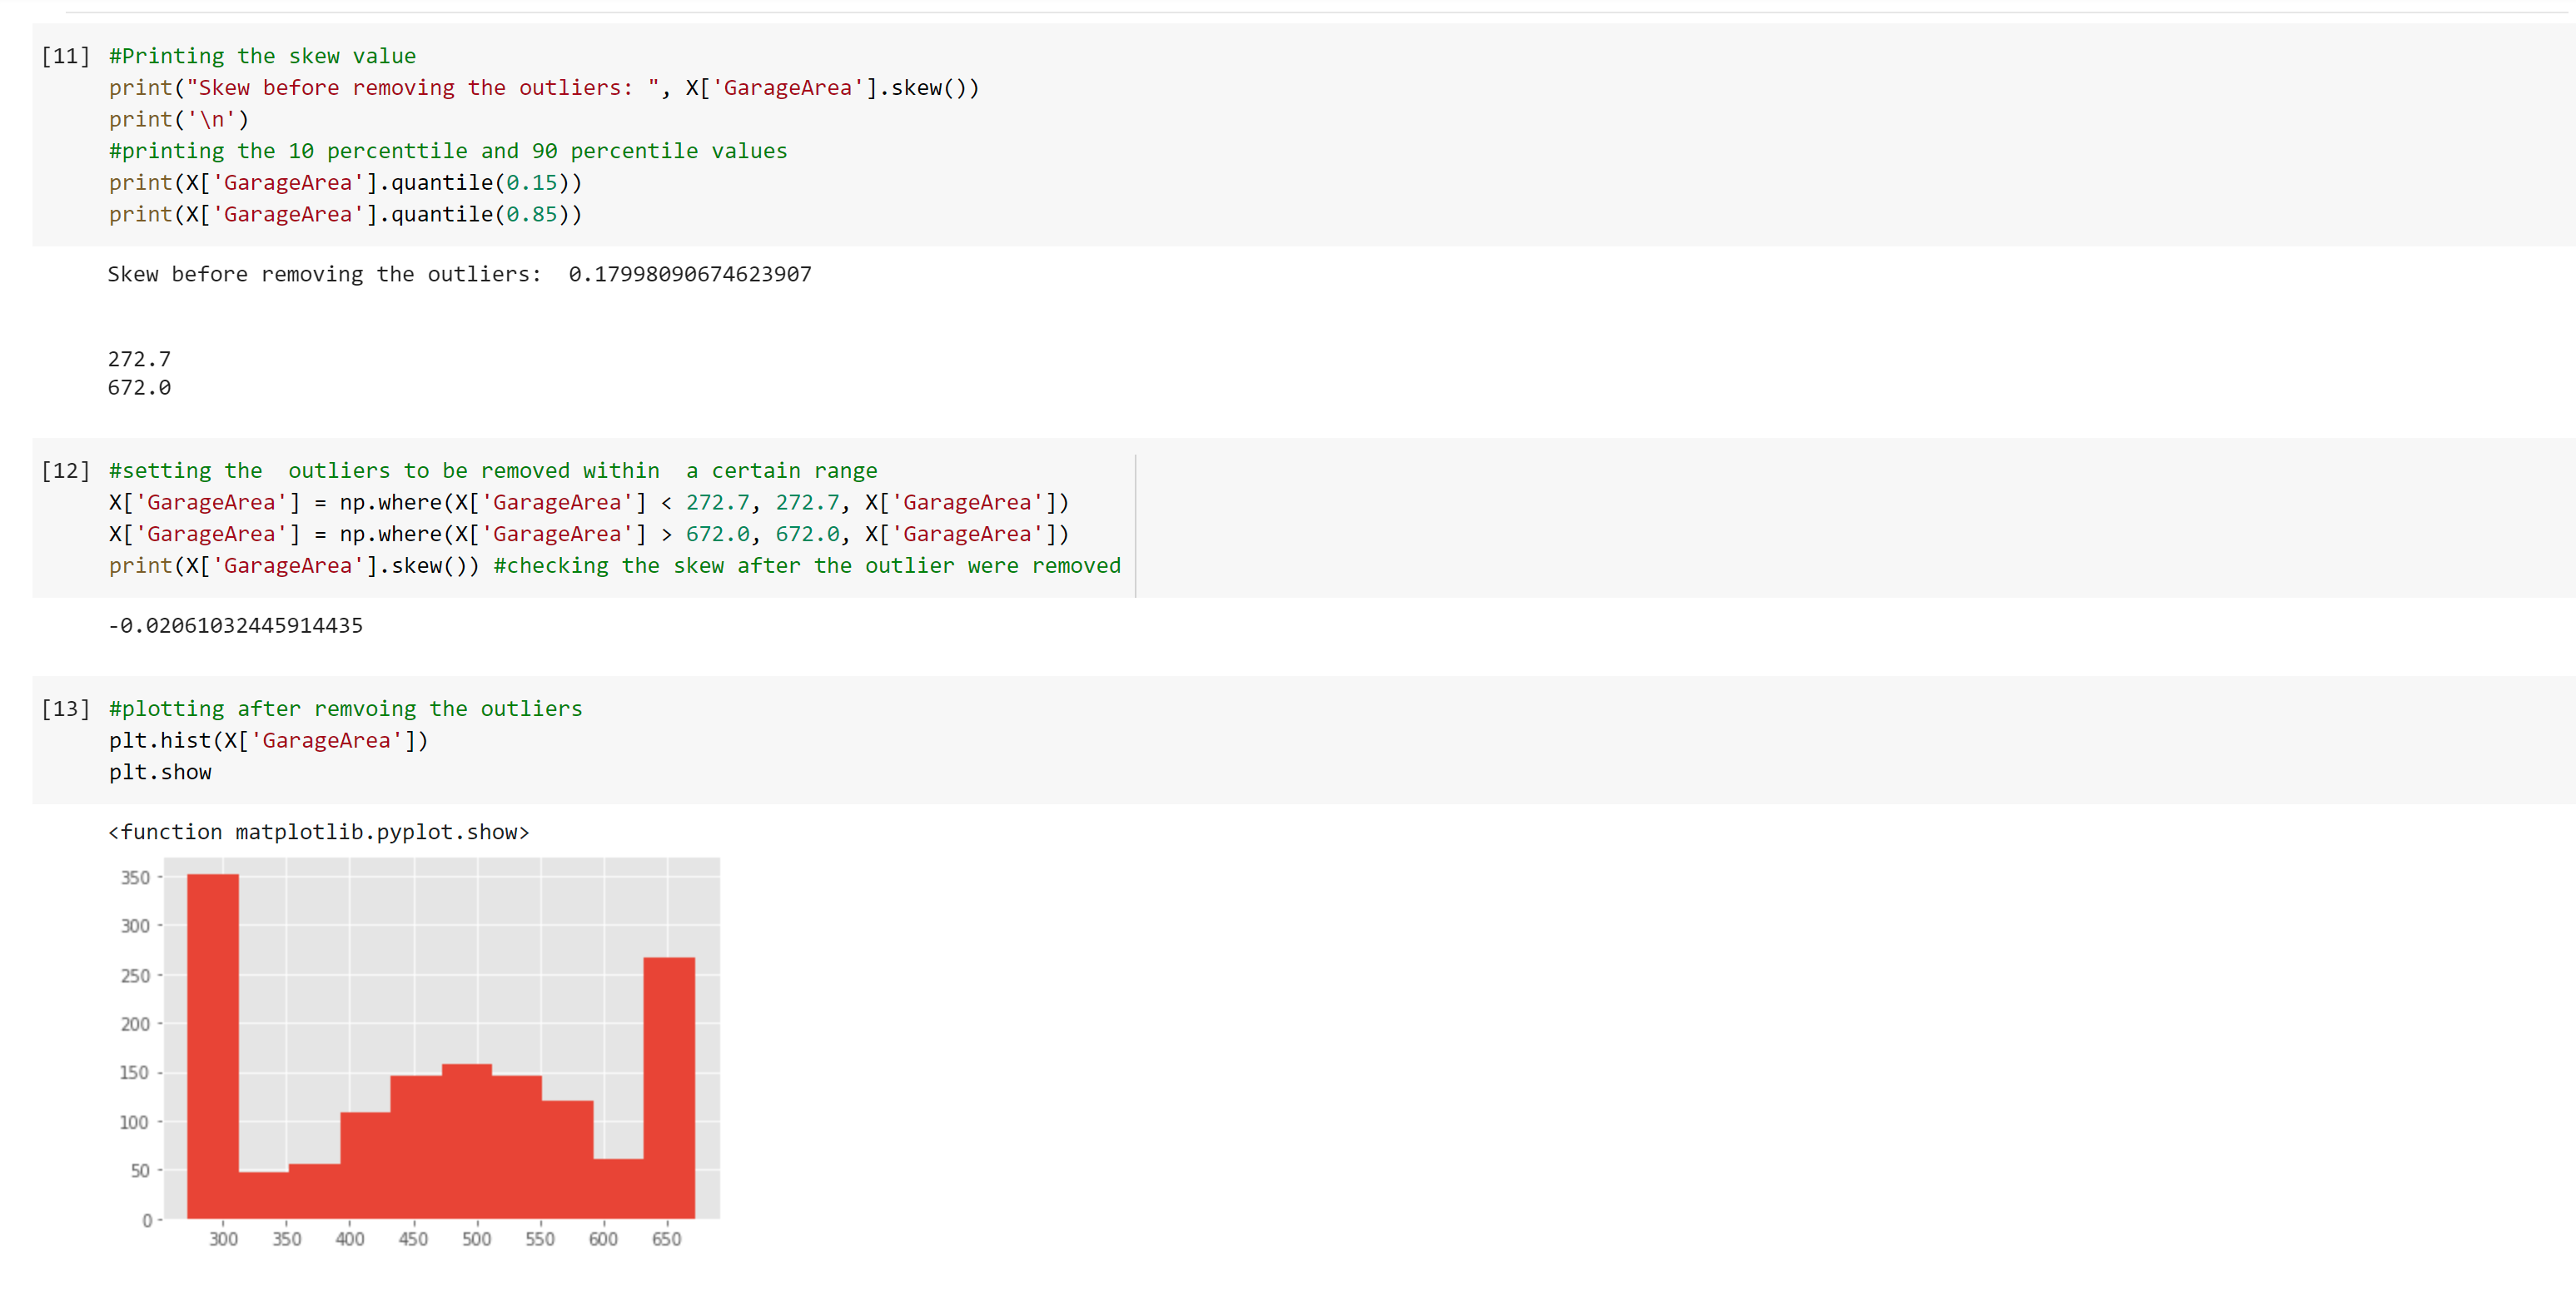 [11] #Printing the skew value
print("Skew before removing the outliers: ", X['GarageArea'].skew())
print('\n')
#printing the 10 percenttile and 90 percentile values
print(X['GarageArea'].quantile(0.15))
print(X['GarageArea'].quantile(0.85))
Skew before removing the outliers:  0.17998090674623907
272.7
672.0
[12] #setting the  outliers to be removed within  a certain range
X['GarageArea'] = np.where(X['GarageArea'] < 272.7, 272.7, X['GarageArea'])
X['GarageArea'] = np.where(X['GarageArea'] > 672.0, 672.0, X['GarageArea'])
print(X['GarageArea'].skew()) #checking the skew after the outlier were removed
-0.02061032445914435
[13] #plotting after remvoing the outliers
plt.hist(X['GarageArea'])
plt.show
<function matplotlib.pyplot.show>
350
300
250
200
150
100
50
0
300 350 400 450 500 550 600 650